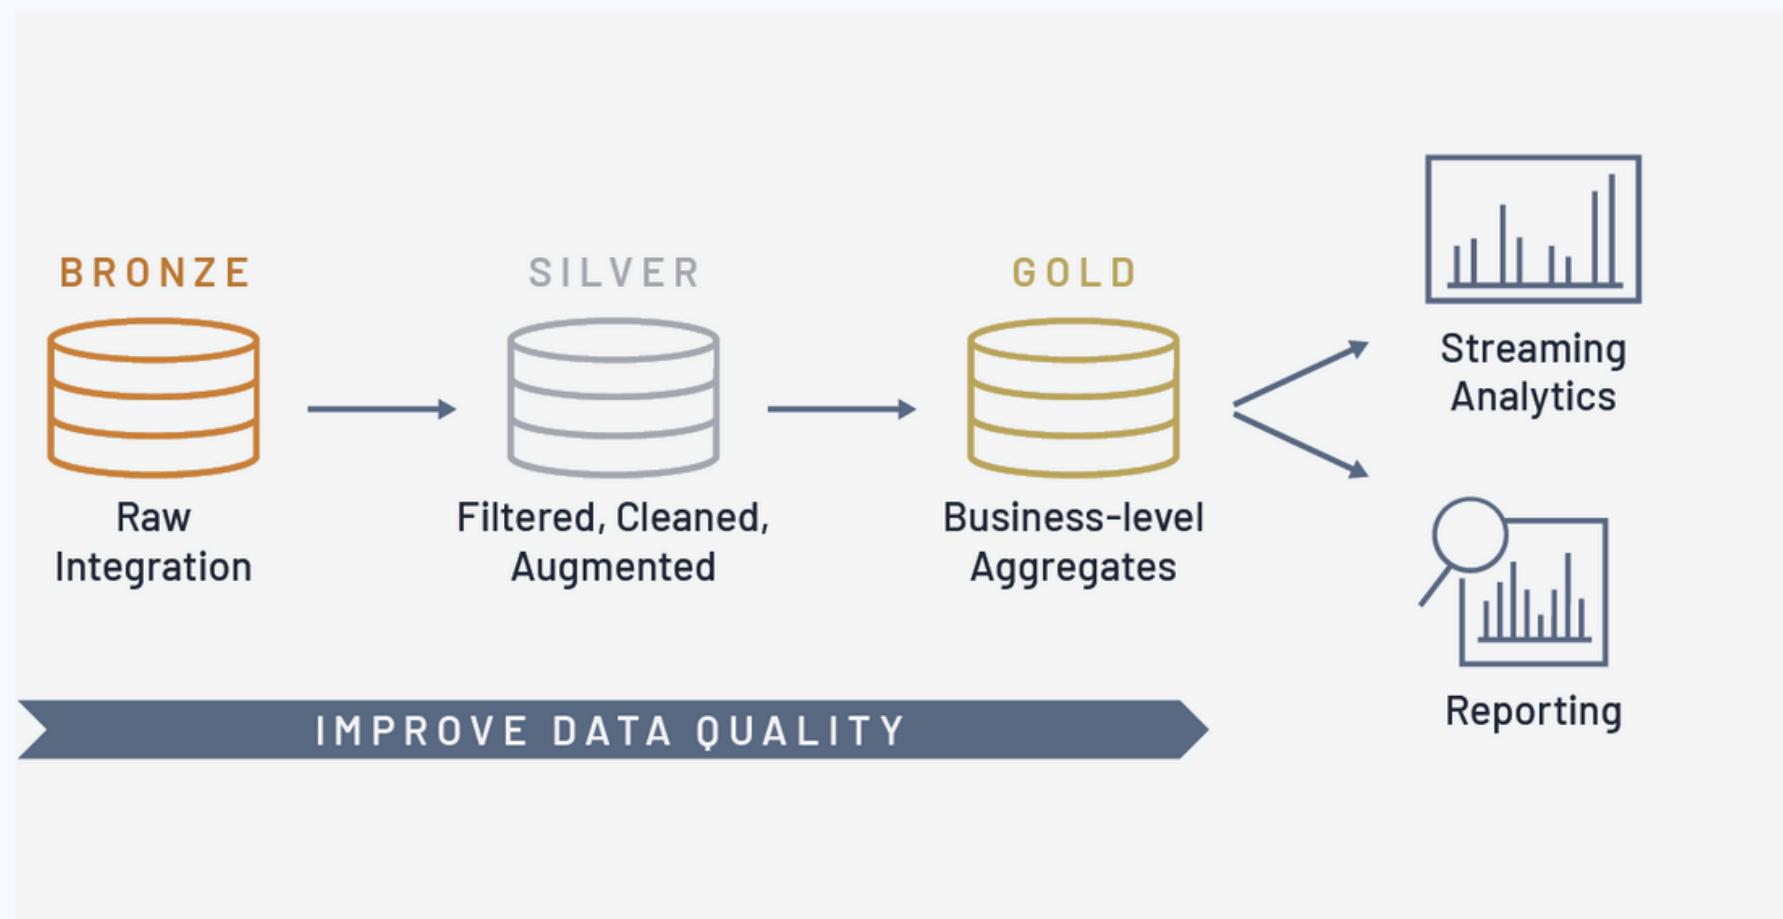 BRONZE
Raw
Integration
SILVER
Filtered, Cleaned,
Augmented
GOLD
Business-level
Aggregates
Streaming
Analytics
Reporting
IMPROVE DATA QUALITY